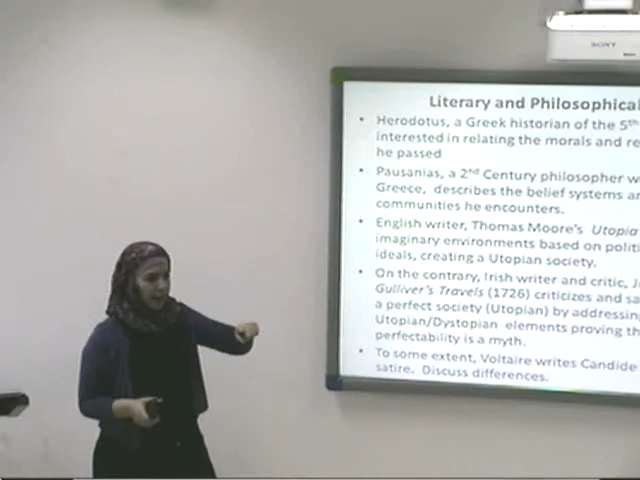 SONY
Literary and Philosophical
• Herodotus, a Greek historian of the 5th
interested in relating the morals and re
he passed
• Pausanias, a 2nd Century philosopher w
Greece, describes the belief systems an
communities he encounters.
• English writer, Thomas Moore's Utopia
imaginary environments based on politi
ideals, creating a Utopian society.
• On the contrary, Irish writer and critic, J
Gulliver's Travels (1726) criticizes and sa
a perfect society (Utopian) by addressing
Utopian/Dystopian elements proving th
perfectability is a myth.
• To some extent, Voltaire writes Candide
satire. Discuss differences.